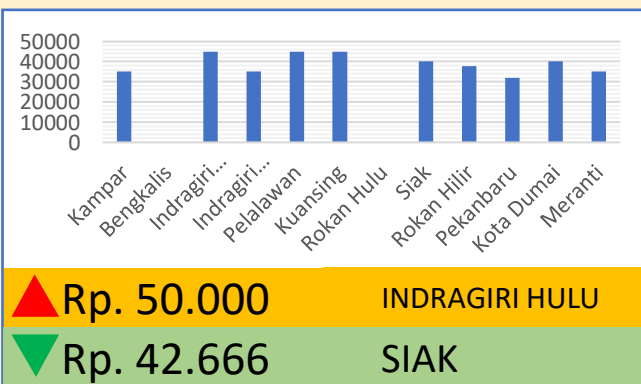 50000
40000
30000
20000
10000
0
Kampar
Bengkalis
Indragiri...
Indragiri...
Pelalawan
Kuansing
Rokan Hulu
Siak
Rokan Hilir
Pekanbaru
Kota Dumai
Meranti
Rp. 50.000 INDRAGIRI HULU
Rp. 42.666 SIAK